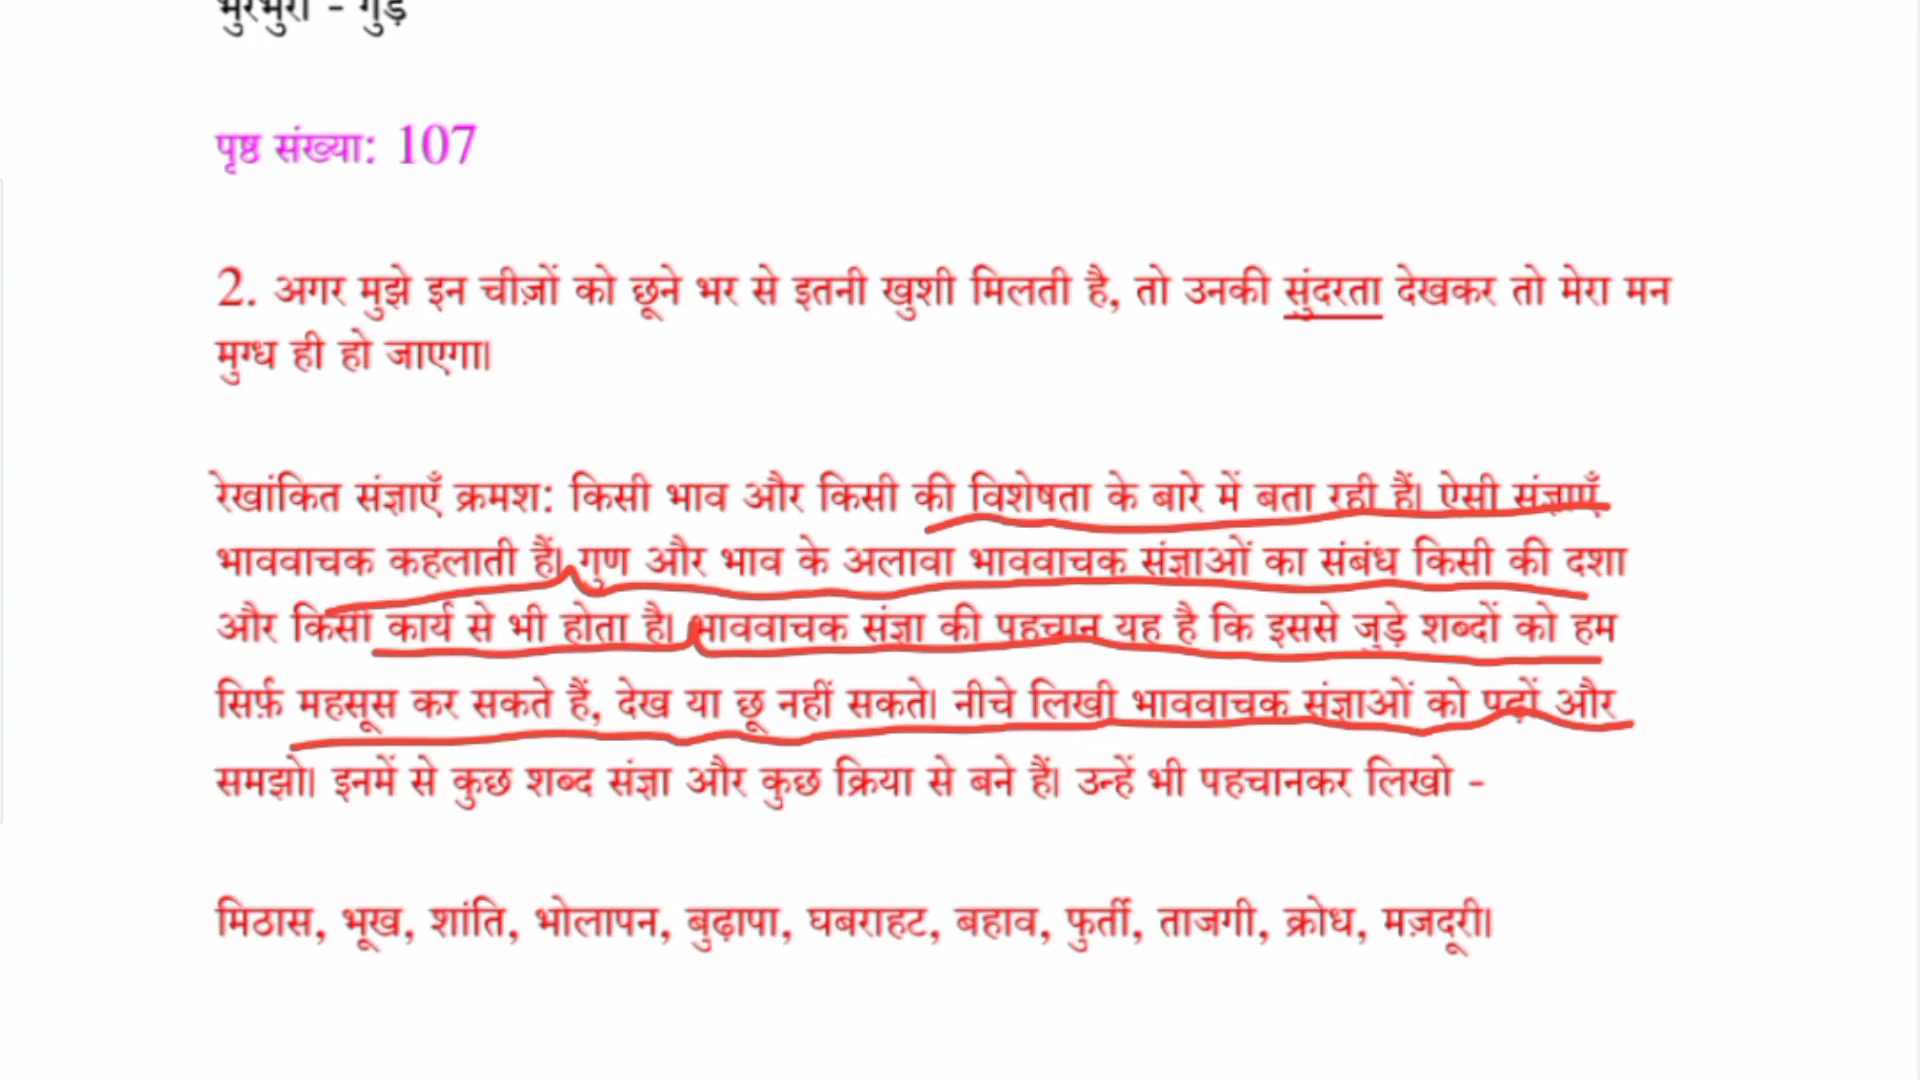 भुरभुरा - गुड़
पृष्ठ संख्या: 107
2. अगर मुझे इन चीज़ों को छूने भर से इतनी खुशी मिलती है, तो उनकी सुंदरता देखकर तो मेरा मन
मुग्ध ही हो जाएगा।
रेखांकित संज्ञाएँ क्रमश: किसी भाव और किसी की विशेषता के बारे में बता रही हैं। ऐसी संज्ञाएँ
भाववाचक कहलाती हैं। गुण और भाव के अलावा भाववाचक संज्ञाओं का संबंध किसी की दशा
और किसी कार्य से भी होता है। भाववाचक संज्ञा की पहचान यह है कि इससे जुड़े शब्दों को हम
सिर्फ़ महसूस कर सकते हैं, देख या छू नहीं सकते। नीचे लिखी भाववाचक संज्ञाओं को पढ़ों और
समझो। इनमें से कुछ शब्द संज्ञा और कुछ क्रिया से बने हैं। उन्हें भी पहचानकर लिखो -
मिठास, भूख, शांति, भोलापन, बुढ़ापा, घबराहट, बहाव, फुर्ती, ताजगी, क्रोध, मज़दूरी।